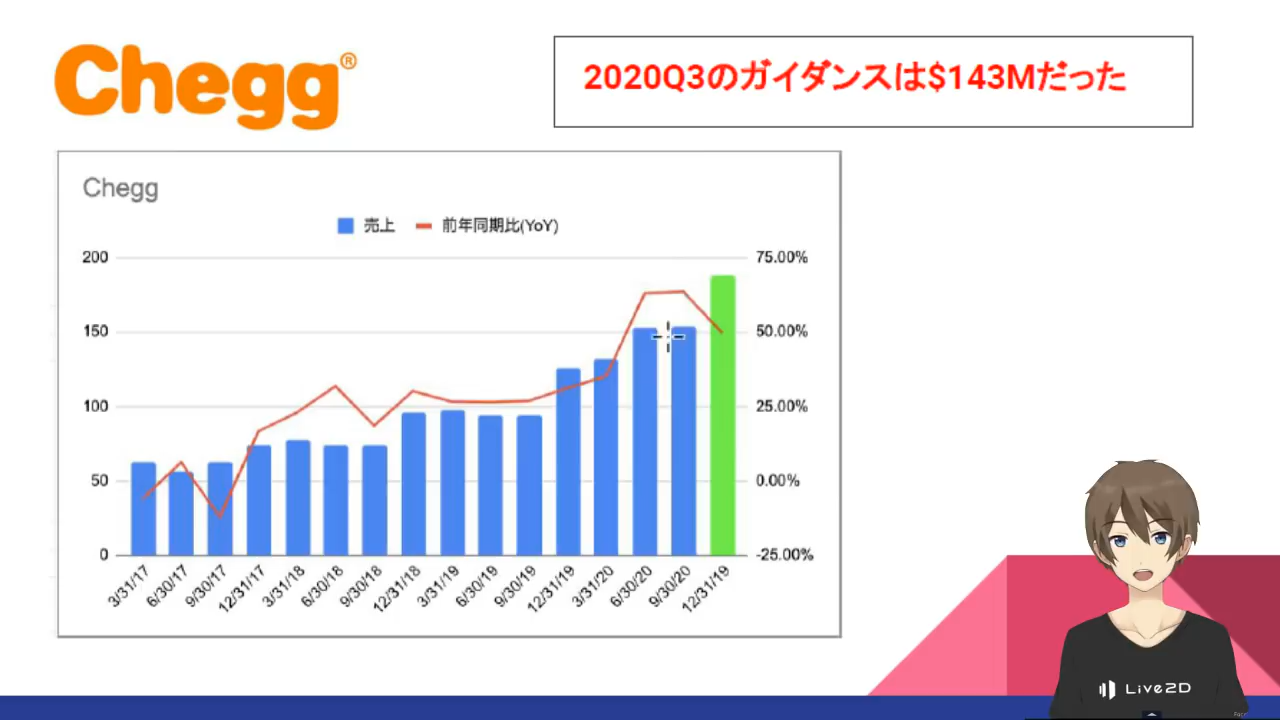 Chegg®
2020Q3のガイダンスは$143Mだった
Chegg
売上 前年同期比(YoY)
200 75.00%
150 50.00%
100 25.00%
50 0.00%
0 -25.00%
3/31/17 6/30/17 9/30/17 12/31/17 3/31/18 6/30/18 9/30/18 12/31/18 3/31/19 6/30/19 9/30/19 12/31/19 3/31/20 6/30/20 9/30/20 12/31/19
Live2D